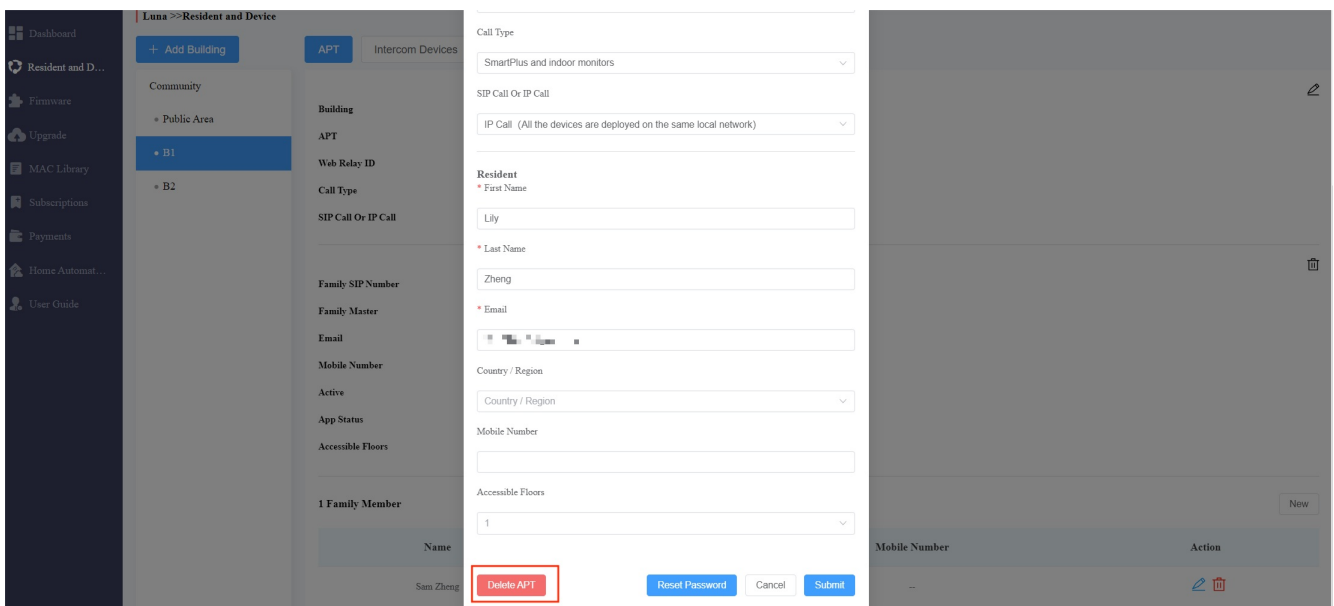 Luna >>Resident and Device
Dashboard
Resident and D...
Firmware
Upgrade
MAC Library
Subscriptions
Payments
Home Automat...
User Guide
+ Add Building
APT
Intercom Devices
Community
Public Area
B1
B2
Building
APT
Web Relay ID
Call Type
SIP Call Or IP Call
Family SIP Number
Family Master
Email
Mobile Number
Active
App Status
Accessible Floors
1 Family Member
New
Name
Mobile Number
Action
Sam Zheng
--
Call Type
SmartPlus and indoor monitors
SIP Call Or IP Call
IP Call (All the devices are deployed on the same local network)
Resident
* First Name
Lily
* Last Name
Zheng
* Email
Country / Region
Country / Region
Mobile Number
Accessible Floors
1
Delete APT
Reset Password
Cancel
Submit